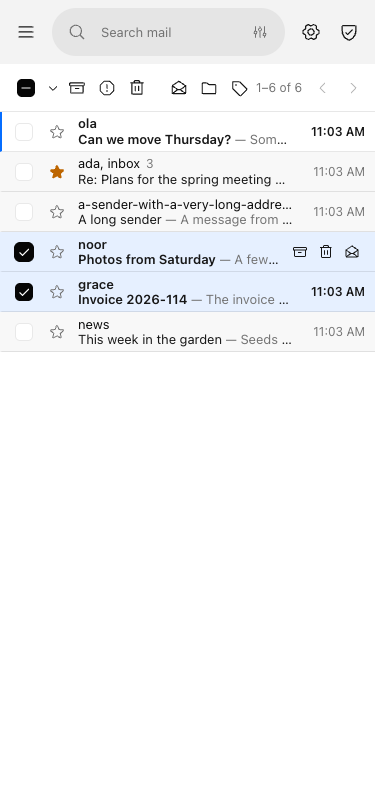 Search mail
1–6 of 6
ola
Can we move Thursday? — Som... 11:03 AM
ada, inbox 3
Re: Plans for the spring meeting ... 11:03 AM
a-sender-with-a-very-long-addre...
A long sender — A message from ... 11:03 AM
noor
Photos from Saturday — A few...
grace
Invoice 2026-114 — The invoice ... 11:03 AM
news
This week in the garden — Seeds ... 11:03 AM